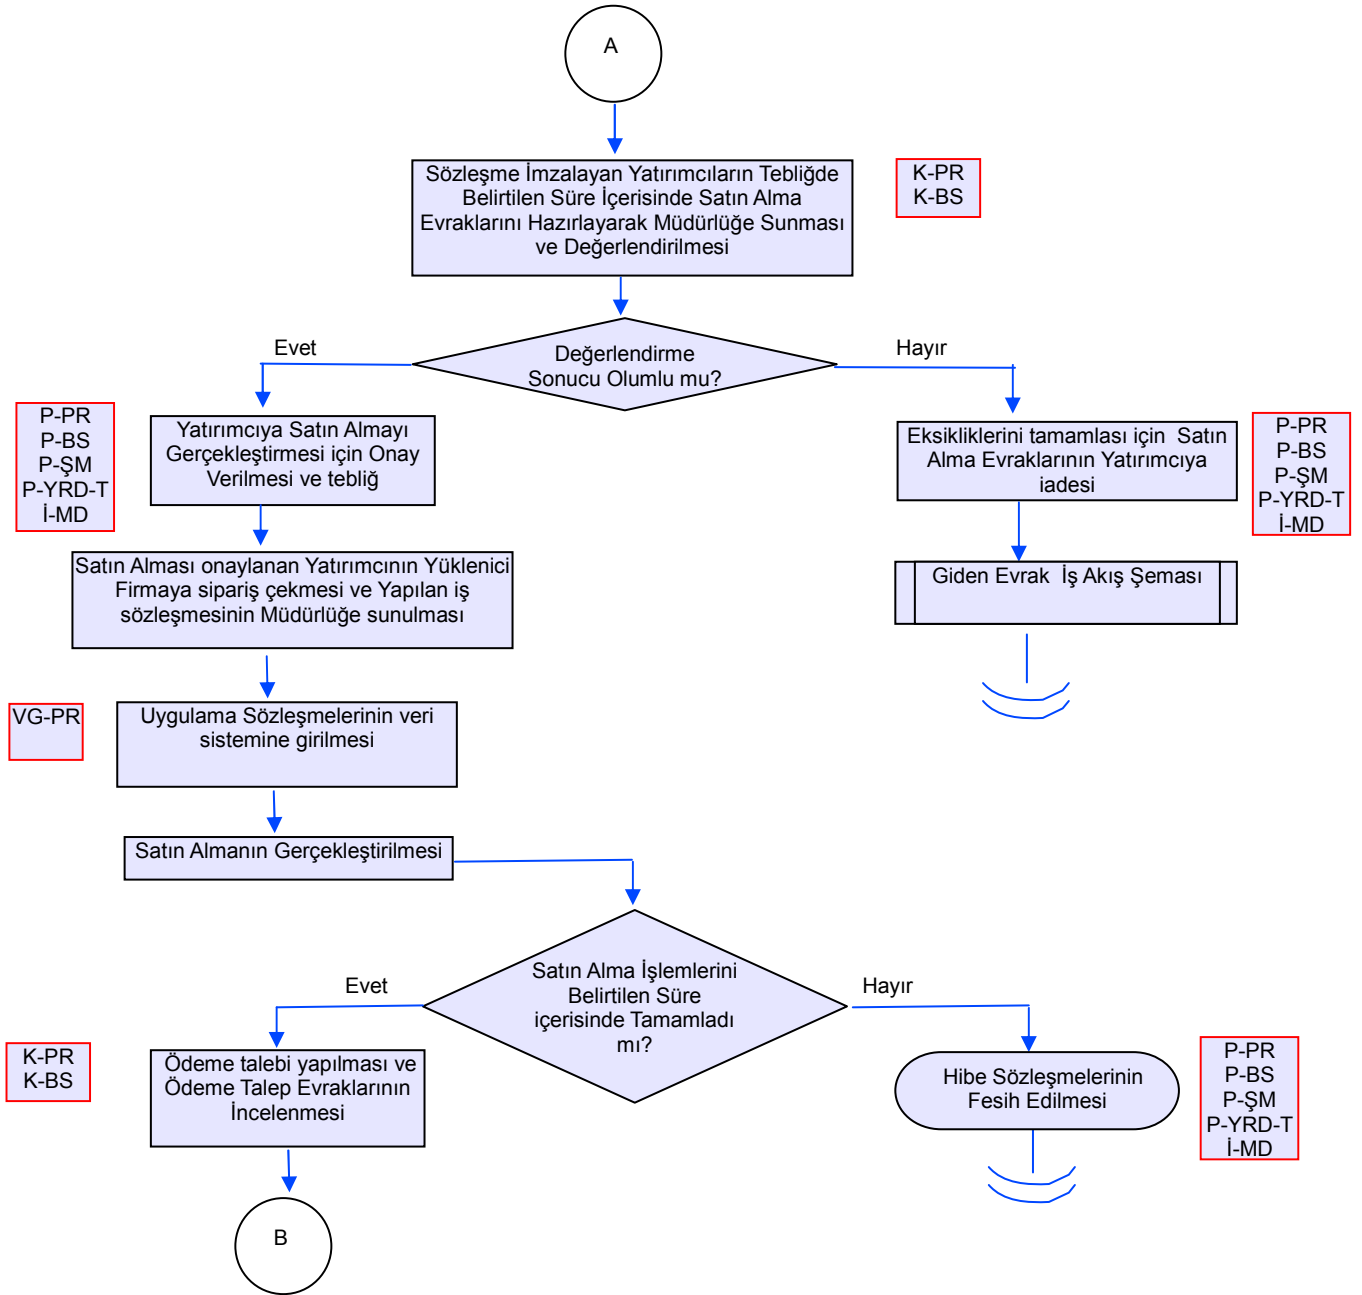 A
Sözleşme İmzalayan Yatırımcıların Tebliğde
Belirtilen Süre İçerisinde Satın Alma
Evraklarını Hazırlayarak Müdürlüğe Sunması
ve Değerlendirilmesi
K-PR
K-BS
Evet
Değerlendirme
Sonucu Olumlu mu?
Hayır
P-PR
P-BS
P-ŞM
P-YRD-T
İ-MD
Yatırımcıya Satın Almayı
Gerçekleştirmesi için Onay
Verilmesi ve tebliğ
Eksikliklerini tamamlası için Satın
Alma Evraklarının Yatırımcıya
iadesi
P-PR
P-BS
P-ŞM
P-YRD-T
İ-MD
Satın Alması onaylanan Yatırımcının Yüklenici
Firmaya sipariş çekmesi ve Yapılan iş
sözleşmesinin Müdürlüğe sunulması
Giden Evrak İş Akış Şeması
VG-PR
Uygulama Sözleşmelerinin veri
sistemine girilmesi
Satın Almanın Gerçekleştirilmesi
Evet
Satın Alma İşlemlerini
Belirtilen Süre
içerisinde Tamamladı
mı?
Hayır
K-PR
K-BS
Ödeme talebi yapılması ve
Ödeme Talep Evraklarının
İncelenmesi
Hibe Sözleşmelerinin
Fesih Edilmesi
P-PR
P-BS
P-ŞM
P-YRD-T
İ-MD
B